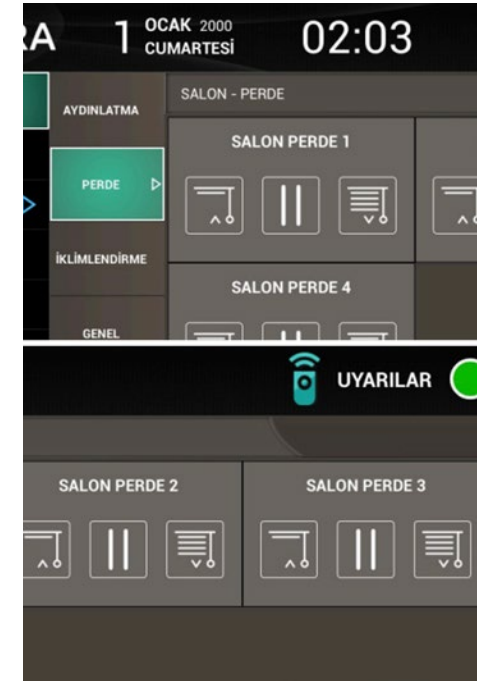 RA
1 OCAK 2000
CUMARTESİ
02:03
AYDINLATMA
PERDE
İKLİMLENDİRME
GENEL
SALON - PERDE
SALON PERDE 1
SALON PERDE 4
UYARILAR
SALON PERDE 2
SALON PERDE 3